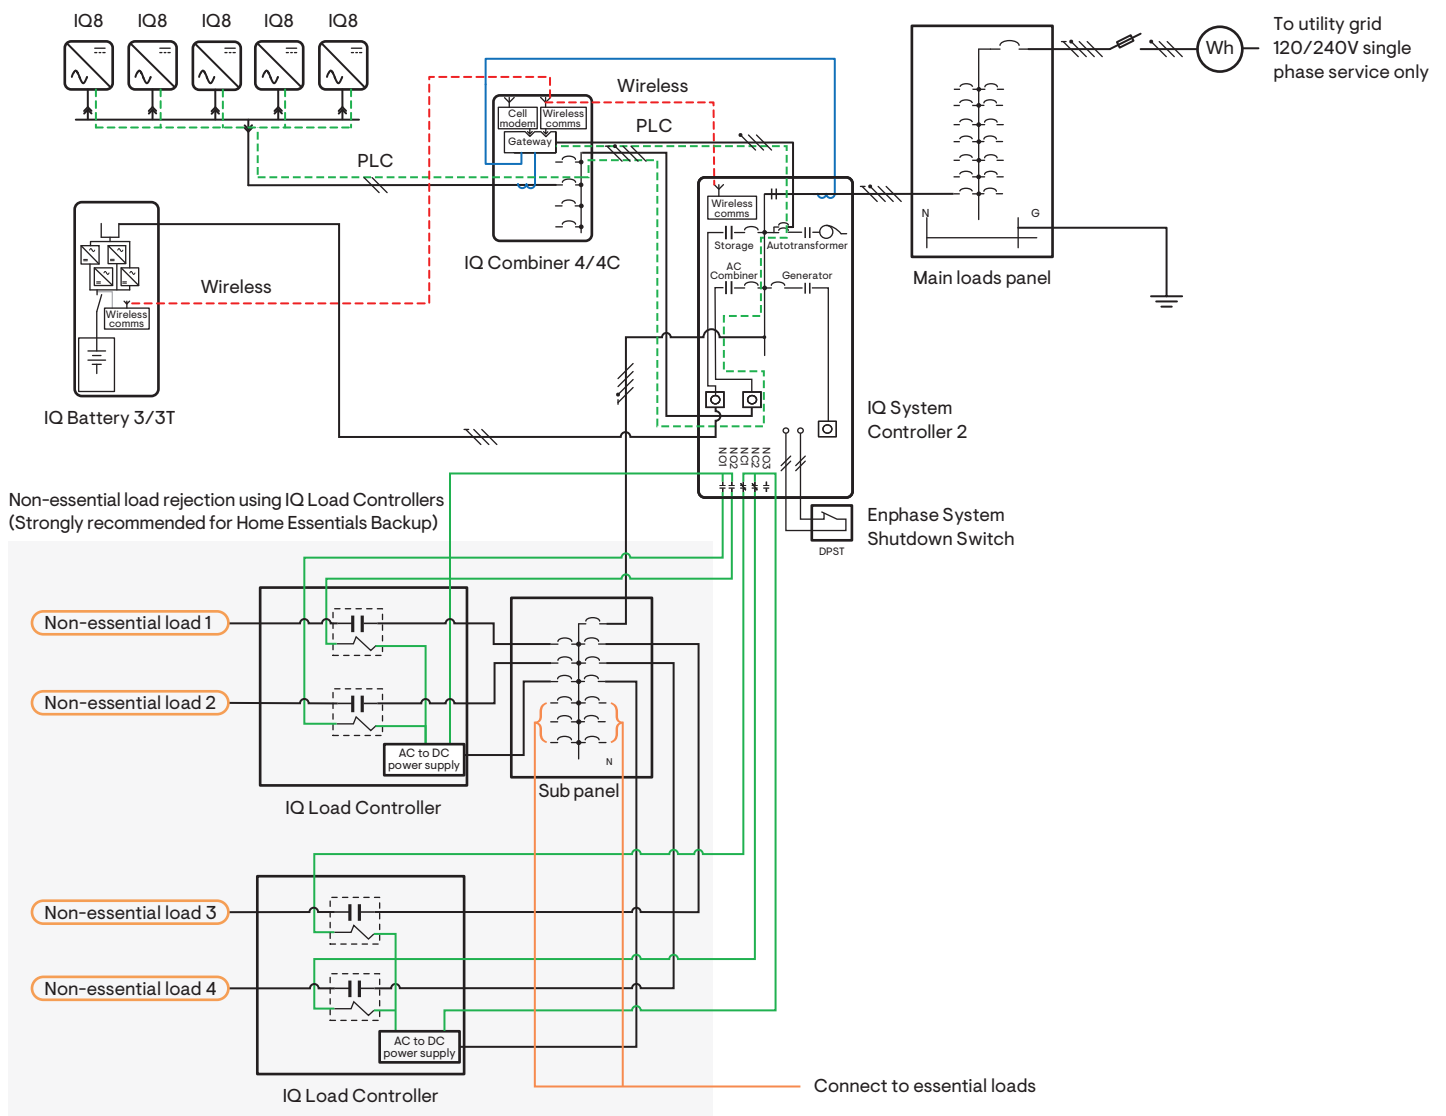 IQ8
IQ8
IQ8
IQ8
IQ8
To utility grid
120/240V single
phase service only
Wh
Wireless
Cell
modem
Wireless
comms
Gateway
PLC
PLC
IQ Combiner 4/4C
Wireless
comms
Storage
Autotransformer
AC
Combiner
Generator
N
G
Main loads panel
Wireless
Wireless
comms
IQ Battery 3/3T
IQ System
Controller 2
NO1
NO2
NC1
NC2
NO3
Enphase System
Shutdown Switch
DPST
Non-essential load rejection using IQ Load Controllers
(Strongly recommended for Home Essentials Backup)
Non-essential load 1
Non-essential load 2
AC to DC
power supply
IQ Load Controller
N
Sub panel
Non-essential load 3
Non-essential load 4
AC to DC
power supply
IQ Load Controller
Connect to essential loads